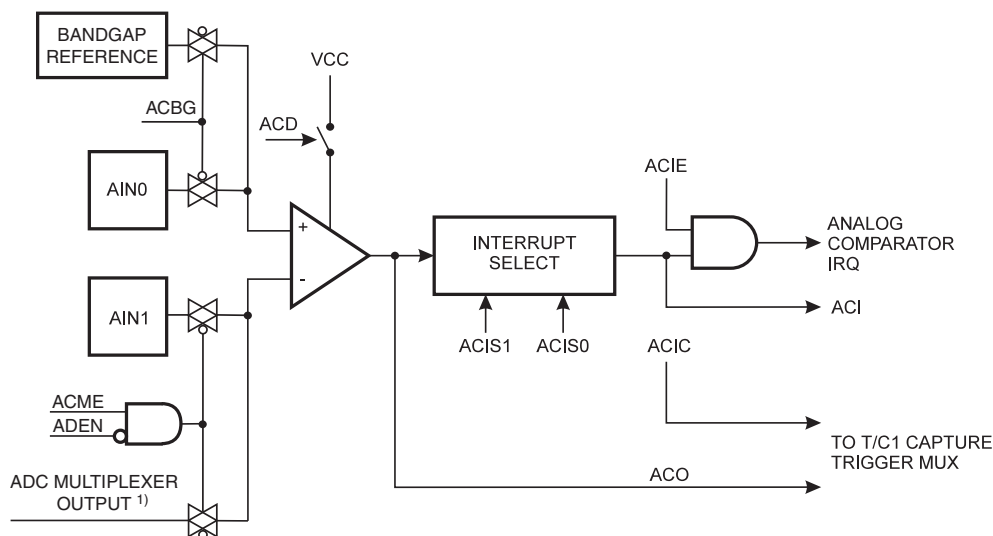 BANDGAP
REFERENCE
VCC
ACBG
ACD
AIN0
ACIE
+
-
INTERRUPT
SELECT
ANALOG
COMPARATOR
IRQ
AIN1
ACI
ACIS1
ACIS0
ACIC
ACME
ADEN
TO T/C1 CAPTURE
TRIGGER MUX
ADC MULTIPLEXER
OUTPUT 1)
ACO